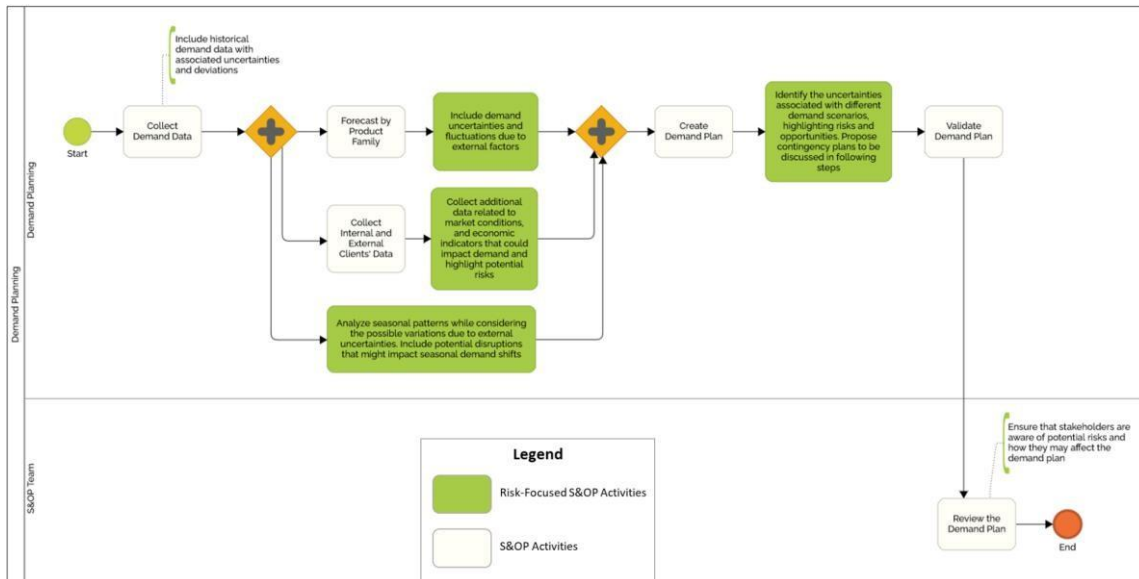 Demand Planning
Demand Planning
Include historical
demand data with
associated uncertainties
and deviations
Start
Collect
Demand Data
Forecast by
Product
Family
Include demand
uncertainties and
fluctuations due to
external factors
Collect
Internal and
External
Clients' Data
Collect additional
data related to
market conditions,
and economic
indicators that could
impact demand and
highlight potential
risks
Analyze seasonal patterns while considering
the possible variations due to external
uncertainties. Include potential disruptions
that might impact seasonal demand shifts
Create
Demand Plan
Identify the uncertainties
associated with different
demand scenarios,
highlighting risks and
opportunities. Propose
contingency plans to be
discussed in following
steps
Validate
Demand Plan
S&OP Team
Ensure that stakeholders are
aware of potential risks and
how they may affect the
demand plan
Review the
Demand Plan
End
Legend
Risk-Focused S&OP Activities
S&OP Activities